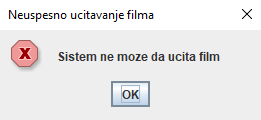 Neuspesno ucitavanje filma
Sistem ne moze da ucita film
OK